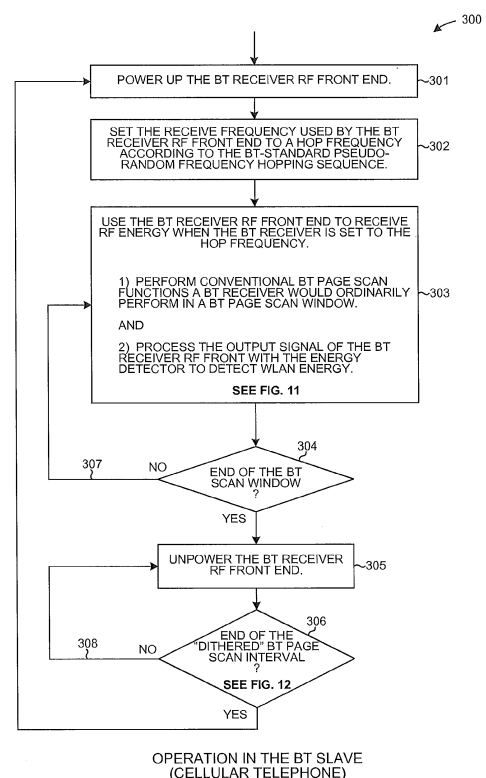 300
POWER UP THE BT RECEIVER RF FRONT END.
301
SET THE RECEIVE FREQUENCY USED BY THE BT
RECEIVER RF FRONT END TO A HOP FREQUENCY
ACCORDING TO THE BT-STANDARD PSEUDO-
RANDOM FREQUENCY HOPPING SEQUENCE.
302
USE THE BT RECEIVER RF FRONT END TO RECEIVE
RF ENERGY WHEN THE BT RECEIVER IS SET TO THE
HOP FREQUENCY.
1) PERFORM CONVENTIONAL BT PAGE SCAN
FUNCTIONS A BT RECEIVER WOULD ORDINARILY
PERFORM IN A BT PAGE SCAN WINDOW.
AND
2) PROCESS THE OUTPUT SIGNAL OF THE BT
RECEIVER RF FRONT WITH THE ENERGY
DETECTOR TO DETECT WLAN ENERGY.
SEE FIG. 11
303
304
307
NO
END OF THE BT
SCAN WINDOW
?
YES
UNPOWER THE BT RECEIVER
RF FRONT END.
305
306
308
NO
END OF THE
"DITHERED" BT PAGE
SCAN INTERVAL
?
SEE FIG. 12
YES
OPERATION IN THE BT SLAVE
(CELLULAR TELEPHONE)